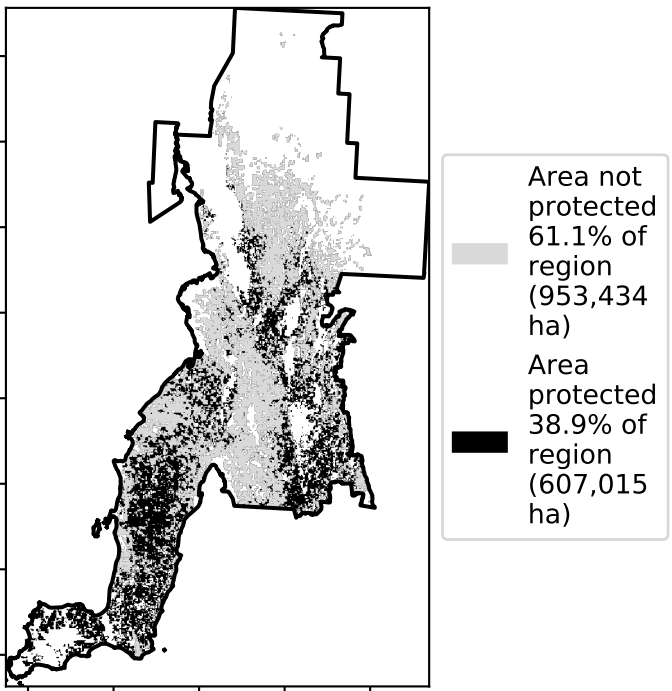 Area not
protected
61.1% of
region
(953,434
ha)
Area
protected
38.9% of
region
(607,015
ha)